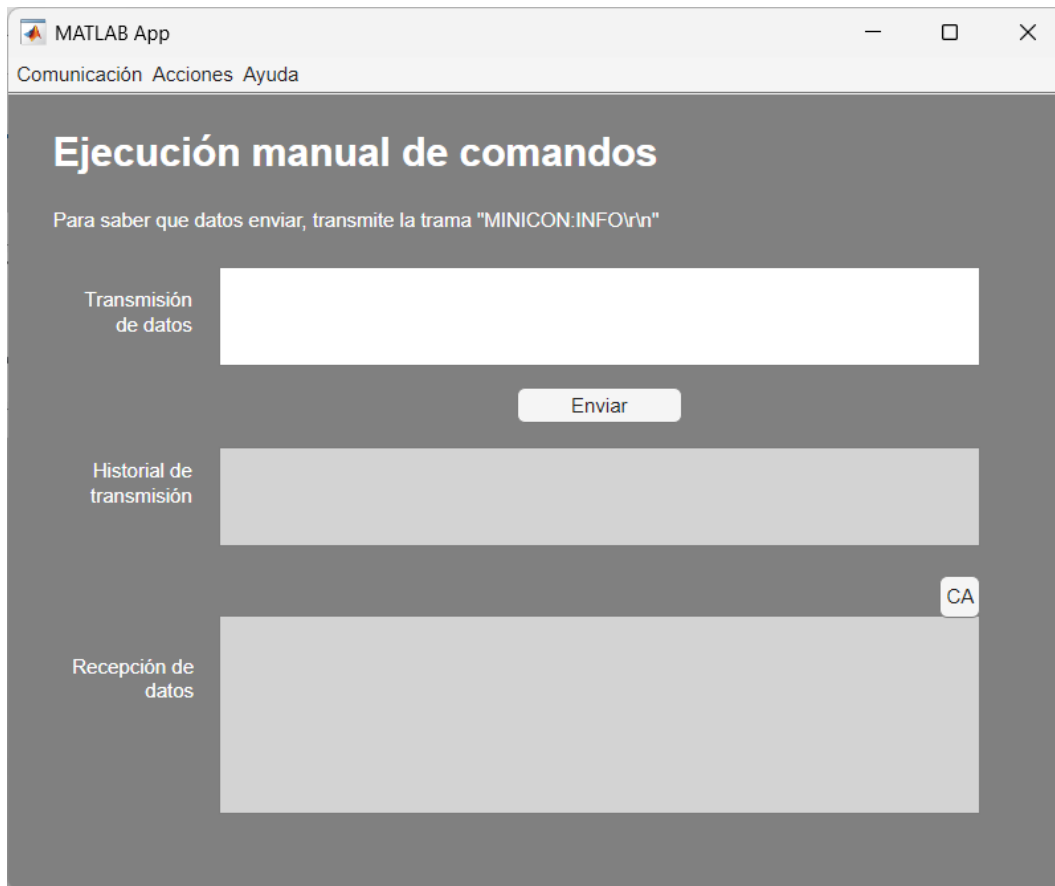 MATLAB App
Comunicación Acciones Ayuda
Ejecución manual de comandos
Para saber que datos enviar, transmite la trama "MINICON:INFO\r\n"
Transmisión
de datos
Enviar
Historial de
transmisión
CA
Recepción de
datos